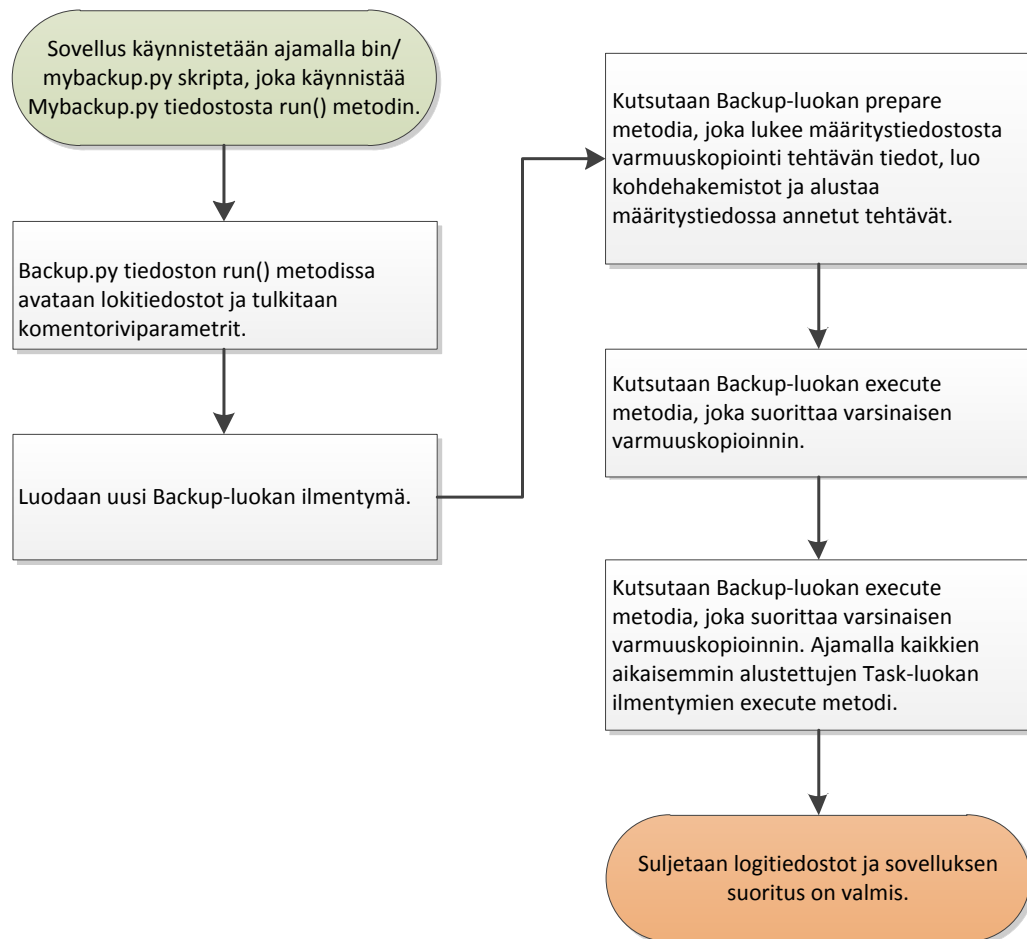 Sovellus käynnistetään ajamalla bin/
mybackup.py skripta, joka käynnistää
Mybackup.py tiedostosta run() metodin.
Backup.py tiedoston run() metodissa
avataan lokitiedostot ja tulkitaan
komentoriviparametrit.
Luodaan uusi Backup-luokan ilmentymä.
Kutsutaan Backup-luokan prepare
metodia, joka lukee määritystiedostosta
varmuuskopiointi tehtävän tiedot, luo
kohdehakemistot ja alustaa
määritystiedossa annetut tehtävät.
Kutsutaan Backup-luokan execute
metodia, joka suorittaa varsinaisen
varmuuskopioinnin.
Kutsutaan Backup-luokan execute
metodia, joka suorittaa varsinaisen
varmuuskopioinnin. Ajamalla kaikkien
aikaisemmin alustettujen Task-luokan
ilmentymien execute metodi.
Suljetaan logitiedostot ja sovelluksen
suoritus on valmis.